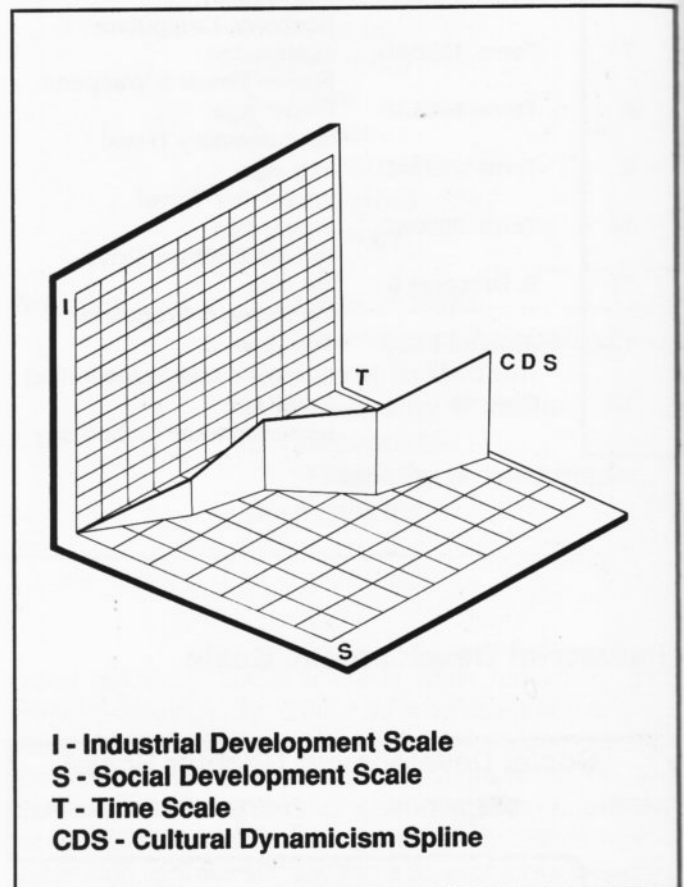 I
T
CDS
S
I - Industrial Development Scale
S - Social Development Scale
T - Time Scale
CDS - Cultural Dynamicism Spline